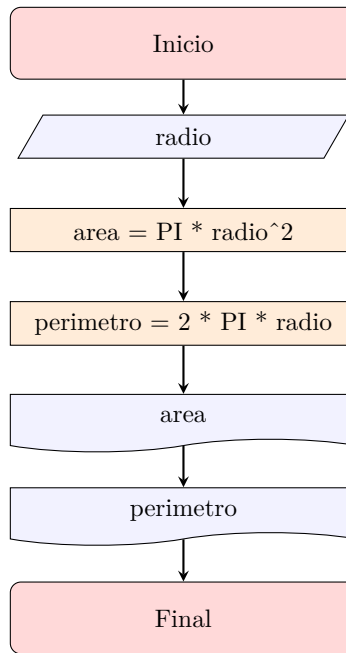 Inicio
radio
area = PI * radio^2
perimetro = 2 * PI * radio
area
perimetro
Final